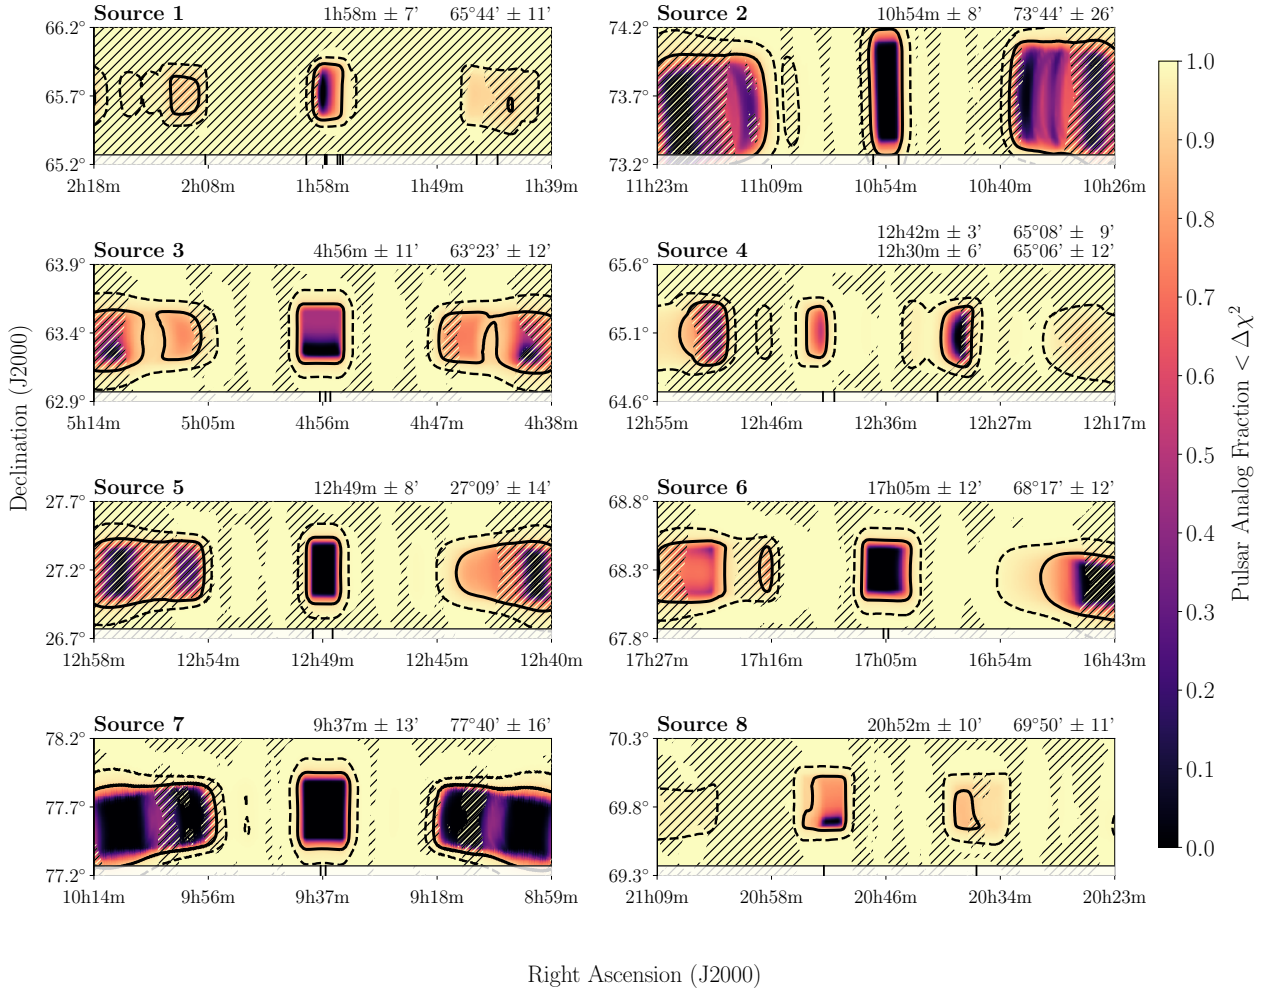 Source 1 1h58m ± 7' 65°44' ± 11'
66.2°
65.7°
65.2°
2h18m 2h08m 1h58m 1h49m 1h39m
Source 2 10h54m ± 8' 73°44' ± 26'
74.2°
73.7°
73.2°
11h23m 11h09m 10h54m 10h40m 10h26m
Source 3 4h56m ± 11' 63°23' ± 12'
63.9°
63.4°
62.9°
5h14m 5h05m 4h56m 4h47m 4h38m
12h42m ± 3' 65°08' ± 9'
Source 4 12h30m ± 6' 65°06' ± 12'
65.6°
65.1°
64.6°
12h55m 12h46m 12h36m 12h27m 12h17m
Source 5 12h49m ± 8' 27°09' ± 14'
27.7°
27.2°
26.7°
12h58m 12h54m 12h49m 12h45m 12h40m
Source 6 17h05m ± 12' 68°17' ± 12'
68.8°
68.3°
67.8°
17h27m 17h16m 17h05m 16h54m 16h43m
Source 7 9h37m ± 13' 77°40' ± 16'
78.2°
77.7°
77.2°
10h14m 9h56m 9h37m 9h18m 8h59m
Source 8 20h52m ± 10' 69°50' ± 11'
70.3°
69.8°
69.3°
21h09m 20h58m 20h46m 20h34m 20h23m
Declination (J2000)
Right Ascension (J2000)
1.0
0.9
0.8
0.7
0.6
0.5
0.4
0.3
0.2
0.1
0.0
Pulsar Analog Fraction < Δχ²